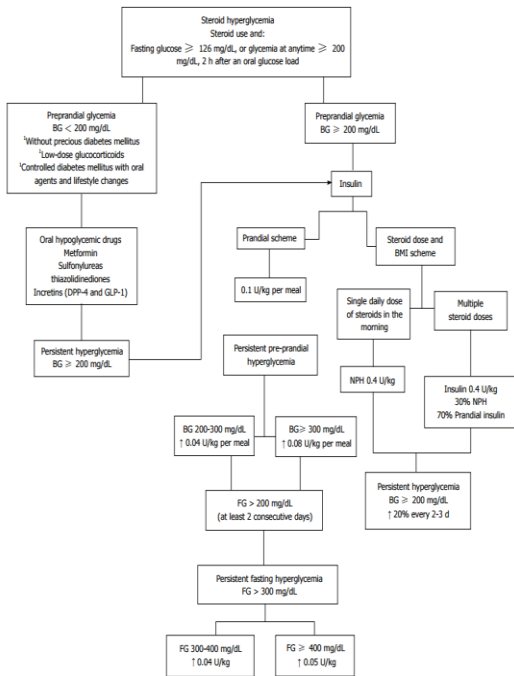 Steroid hyperglycemia
Steroid use and:
Fasting glucose ≥ 126 mg/dL, or glycemia at anytime ≥ 200
mg/dL, 2 h after an oral glucose load
Preprandial glycemia
BG < 200 mg/dL
¹Without precious diabetes mellitus
¹Low-dose glucocorticoids
¹Controlled diabetes mellitus with oral
agents and lifestyle changes
Preprandial glycemia
BG ≥ 200 mg/dL
Insulin
Oral hypoglycemic drugs
Metformin
Sulfonylureas
thiazolidinediones
Incretins (DPP-4 and GLP-1)
Prandial scheme
Steroid dose and
BMI scheme
0.1 U/kg per meal
Single daily dose
of steroids in the
morning
Multiple
steroid doses
Persistent hyperglycemia
BG ≥ 200 mg/dL
Persistent pre-prandial
hyperglycemia
NPH 0.4 U/kg
Insulin 0.4 U/kg
30% NPH
70% Prandial insulin
BG 200-300 mg/dL
↑ 0.04 U/kg per meal
BG≥ 300 mg/dL
↑ 0.08 U/kg per meal
Persistent hyperglycemia
BG ≥ 200 mg/dL
↑ 20% every 2-3 d
FG > 200 mg/dL
(at least 2 consecutive days)
Persistent fasting hyperglycemia
FG > 300 mg/dL
FG 300-400 mg/dL
↑ 0.04 U/kg
FG ≥ 400 mg/dL
↑ 0.05 U/kg